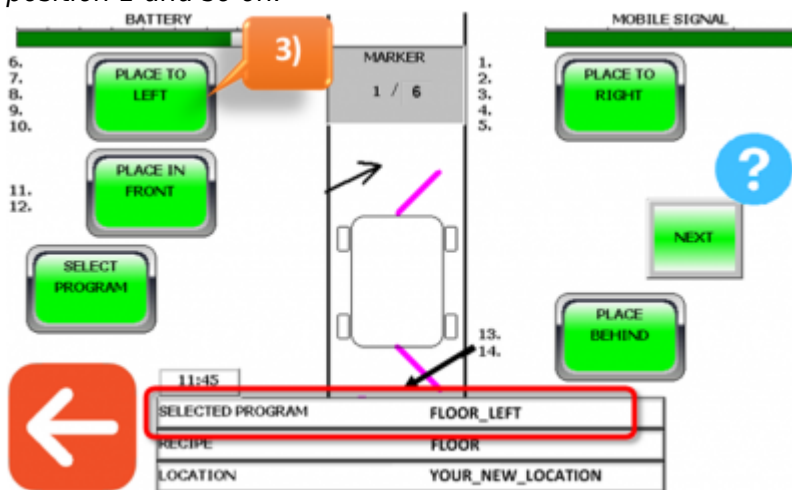 position 1 and so on.
BATTERY
MOBILE SIGNAL
3)
6.
7.
8.
9.
10.
PLACE TO
LEFT
MARKER
1 / 6
1.
2.
3.
4.
5.
PLACE TO
RIGHT
11.
12.
PLACE IN
FRONT
?
NEXT
SELECT
PROGRAM
PLACE
BEHIND
13.
14.
11:45
SELECTED PROGRAM FLOOR_LEFT
RECIPE FLOOR
LOCATION YOUR_NEW_LOCATION